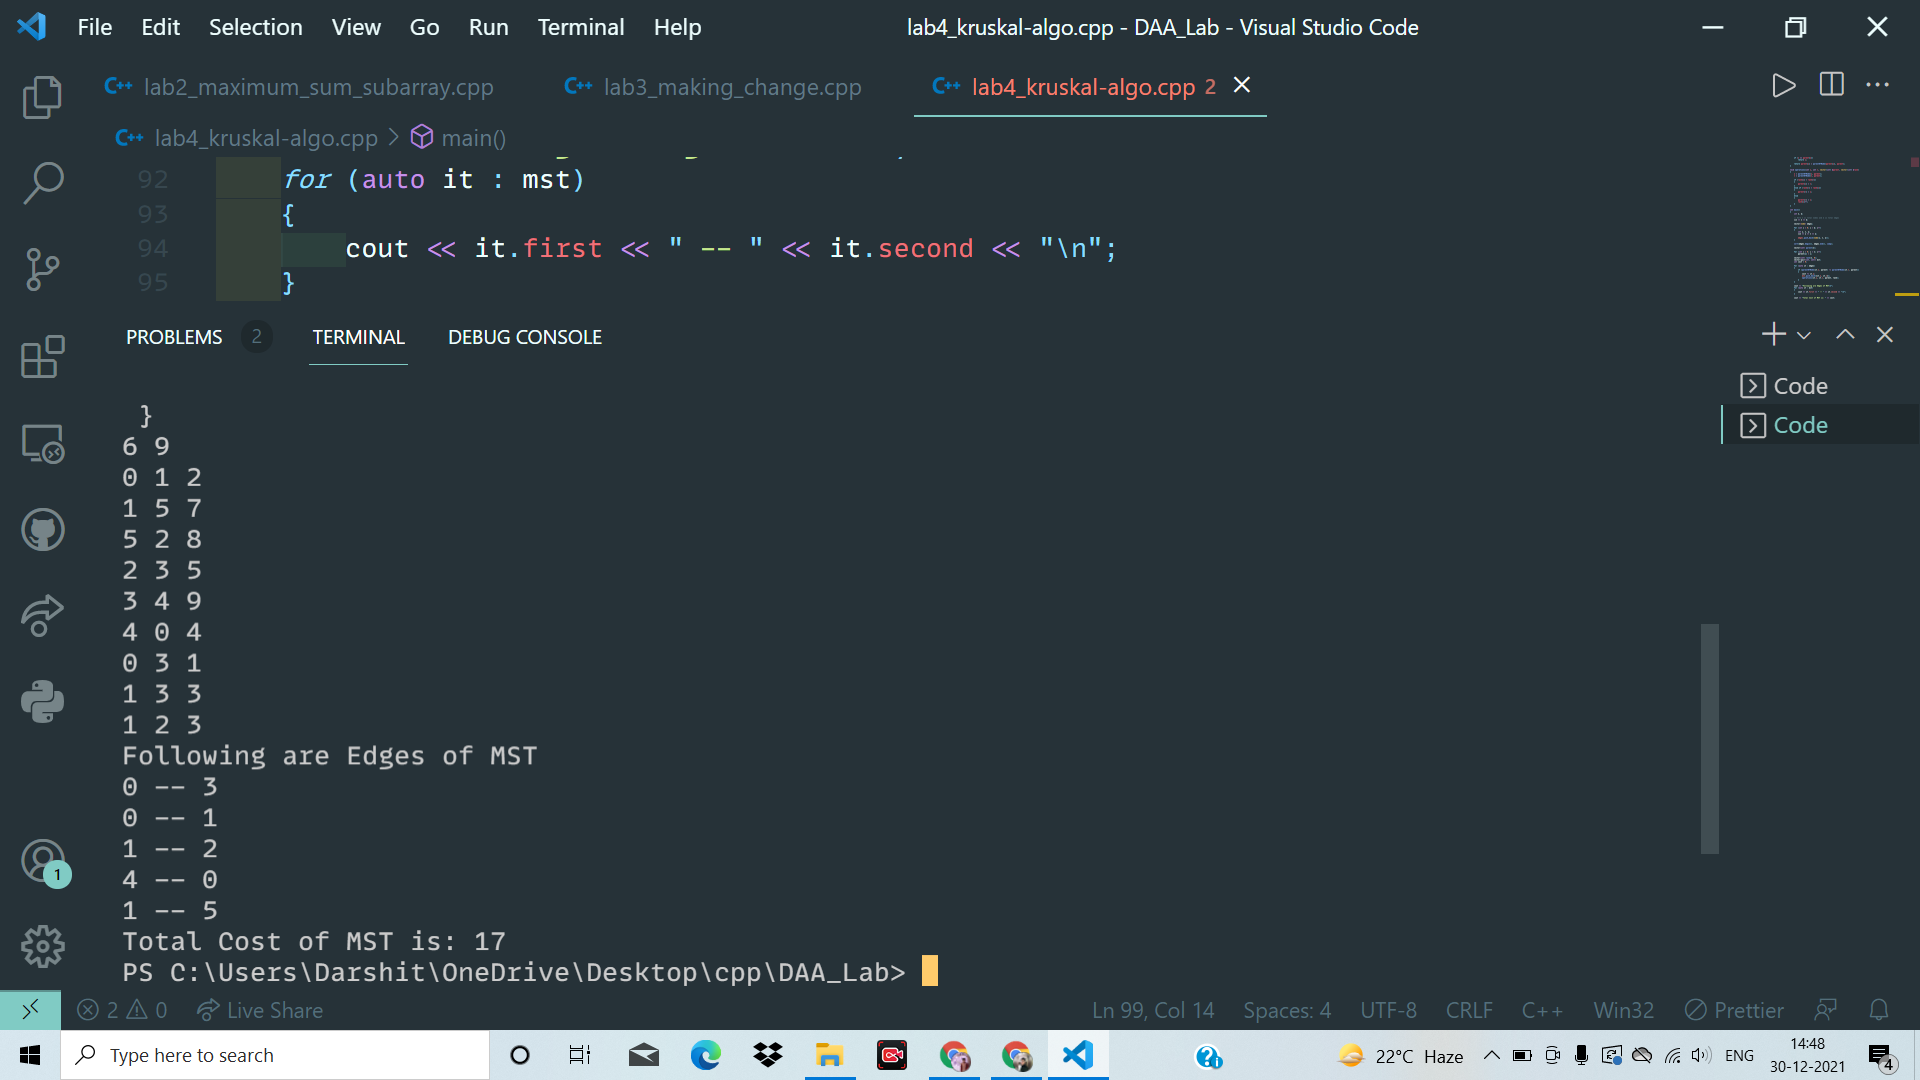 File Edit Selection View Go Run Terminal Help lab4_kruskal-algo.cpp - DAA_Lab - Visual Studio Code
C++ lab2_maximum_sum_subarray.cpp C++ lab3_making_change.cpp C++ lab4_kruskal-algo.cpp 2
C++ lab4_kruskal-algo.cpp > main()
92 for (auto it : mst)
93 {
94 cout << it.first << " -- " << it.second << "\n";
95 }
PROBLEMS 2 TERMINAL DEBUG CONSOLE
Code
Code
}
6 9
0 1 2
1 5 7
5 2 8
2 3 5
3 4 9
4 0 4
0 3 1
1 3 3
1 2 3
Following are Edges of MST
0 -- 3
0 -- 1
1 -- 2
4 -- 0
1 -- 5
Total Cost of MST is: 17
PS C:\Users\Darshit\OneDrive\Desktop\cpp\DAA_Lab>
1
2 0 Live Share Ln 99, Col 14 Spaces: 4 UTF-8 CRLF C++ Win32 Prettier
Type here to search 22°C Haze ENG 14:48
30-12-2021 4